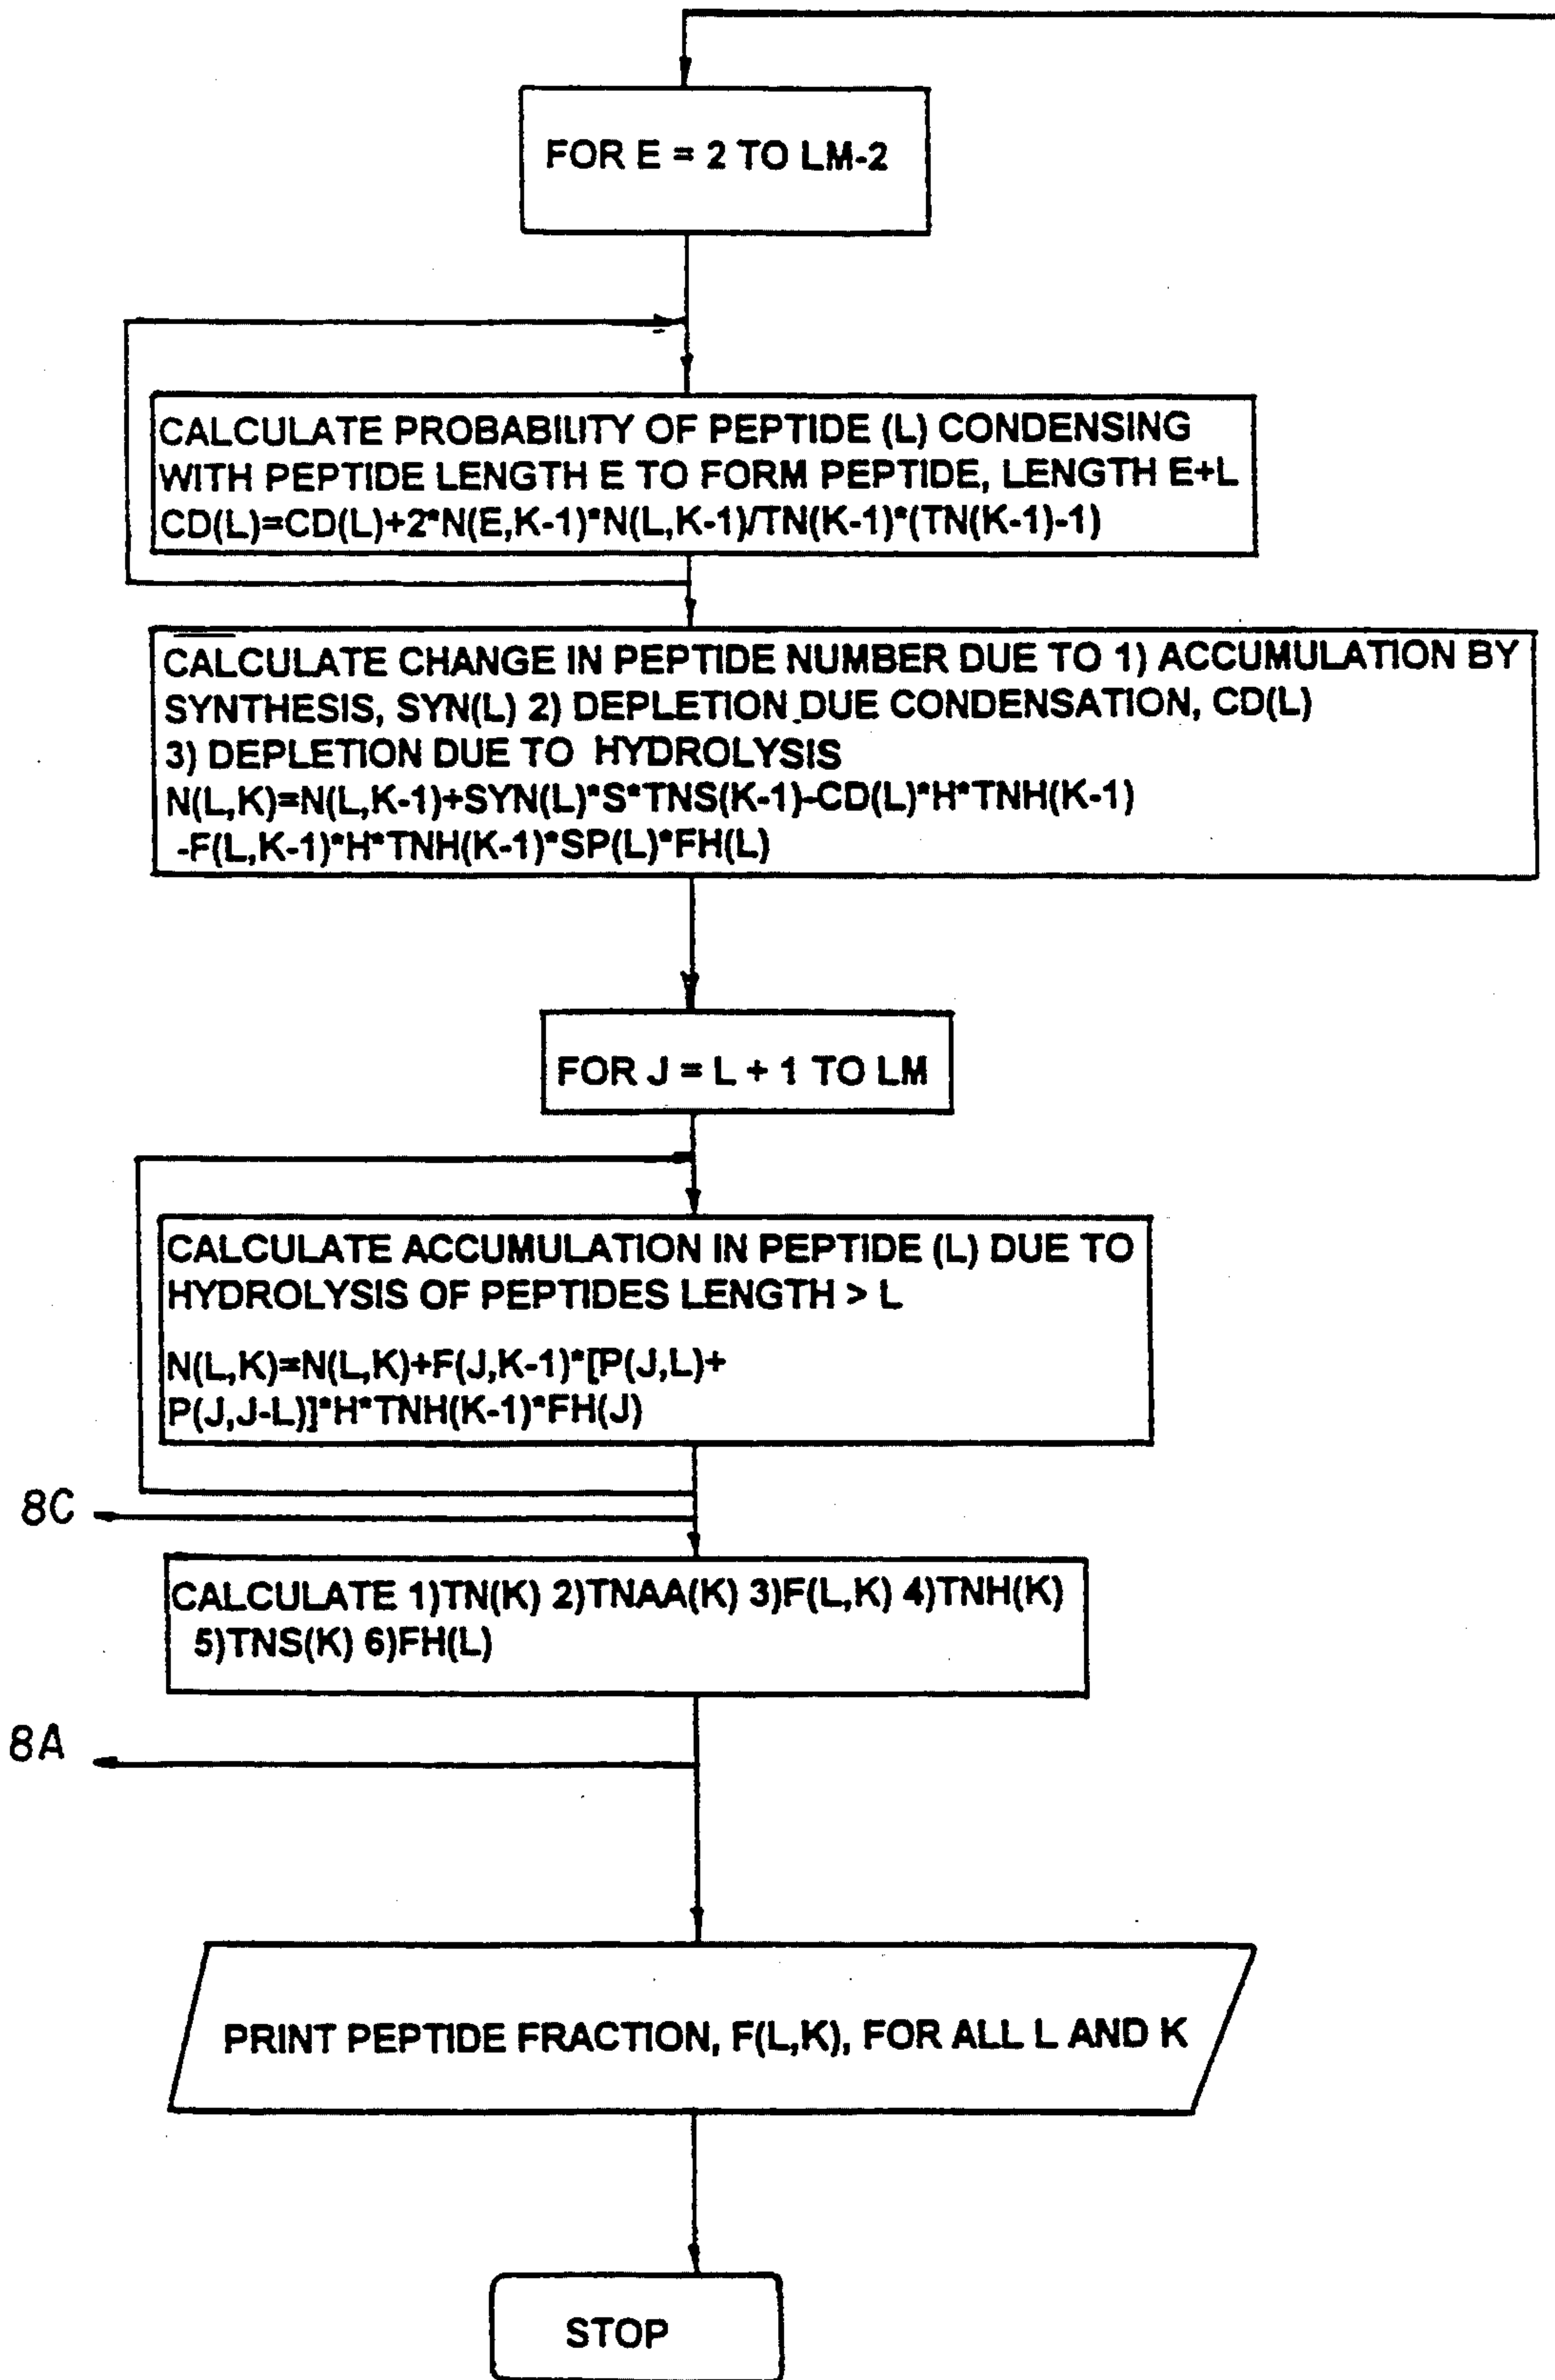 FOR E = 2 TO LM-2
CALCULATE PROBABILITY OF PEPTIDE (L) CONDENSING
WITH PEPTIDE LENGTH E TO FORM PEPTIDE, LENGTH E+L
CD(L)=CD(L)+2*N(E,K-1)*N(L,K-1)/TN(K-1)*(TN(K-1)-1)
CALCULATE CHANGE IN PEPTIDE NUMBER DUE TO 1) ACCUMULATION BY
SYNTHESIS, SYN(L) 2) DEPLETION DUE CONDENSATION, CD(L)
3) DEPLETION DUE TO HYDROLYSIS
N(L,K)=N(L,K-1)+SYN(L)*S*TNS(K-1)-CD(L)*H*TNH(K-1)
-F(L,K-1)*H*TNH(K-1)*SP(L)*FH(L)
FOR J = L + 1 TO LM
CALCULATE ACCUMULATION IN PEPTIDE (L) DUE TO
HYDROLYSIS OF PEPTIDES LENGTH > L
N(L,K)=N(L,K)+F(J,K-1)*[P(J,L)+
P(J,J-L)]*H*TNH(K-1)*FH(J)
8C
CALCULATE 1)TN(K) 2)TNAA(K) 3)F(L,K) 4)TNH(K)
5)TNS(K) 6)FH(L)
8A
PRINT PEPTIDE FRACTION, F(L,K), FOR ALL L AND K
STOP